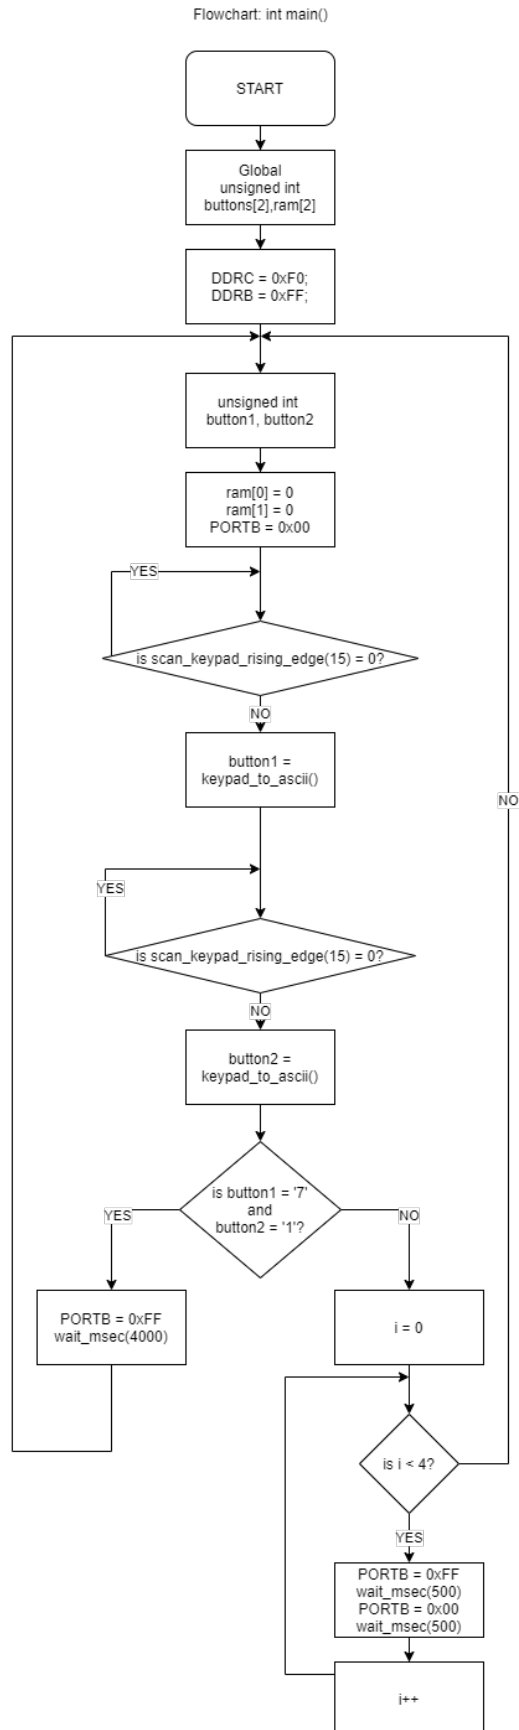 Flowchart: int main()
START
Global
unsigned int
buttons[2],ram[2]
DDRC = 0xF0;
DDRB = 0xFF;
unsigned int
button1, button2
ram[0] = 0
ram[1] = 0
PORTB = 0x00
YES
is scan_keypad_rising_edge(15) = 0?
NO
button1 =
keypad_to_ascii()
NO
YES
is scan_keypad_rising_edge(15) = 0?
NO
button2 =
keypad_to_ascii()
is button1 = '7'
and
button2 = '1'?
YES
NO
PORTB = 0xFF
wait_msec(4000)
i = 0
is i < 4?
YES
PORTB = 0xFF
wait_msec(500)
PORTB = 0x00
wait_msec(500)
i++